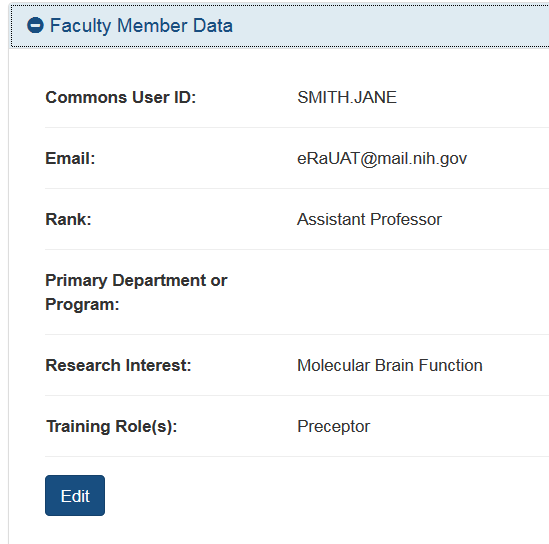 Faculty Member Data
Commons User ID: SMITH.JANE
Email: eRaUAT@mail.nih.gov
Rank: Assistant Professor
Primary Department or
Program:
Research Interest: Molecular Brain Function
Training Role(s): Preceptor
Edit